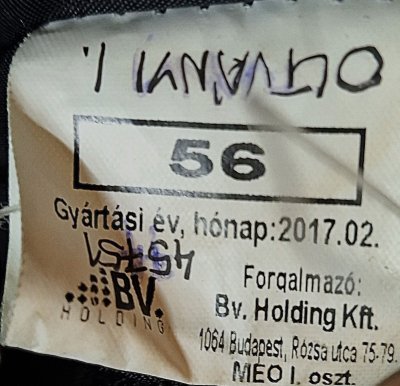 56
Gyártási év, hónap:2017.02.
BV.
HOLDING
Forgalmazó:
Bv. Holding Kft.
1064 Budapest, Rózsa utca 75-79.
MEO I. oszt.